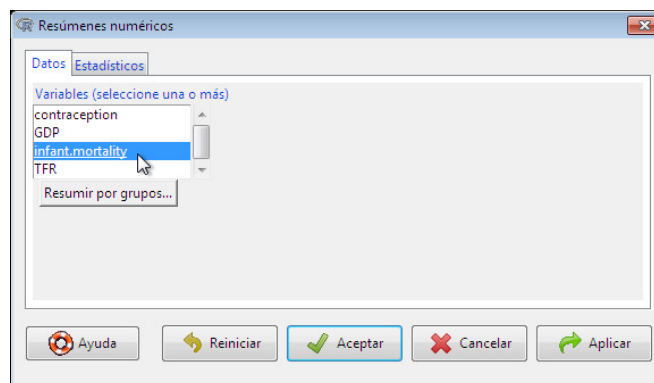 Resúmenes numéricos
Datos Estadísticos
Variables (seleccione una o más)
contraception
GDP
infant.mortality
TFR
Resumir por grupos...
Ayuda Reiniciar Aceptar Cancelar Aplicar